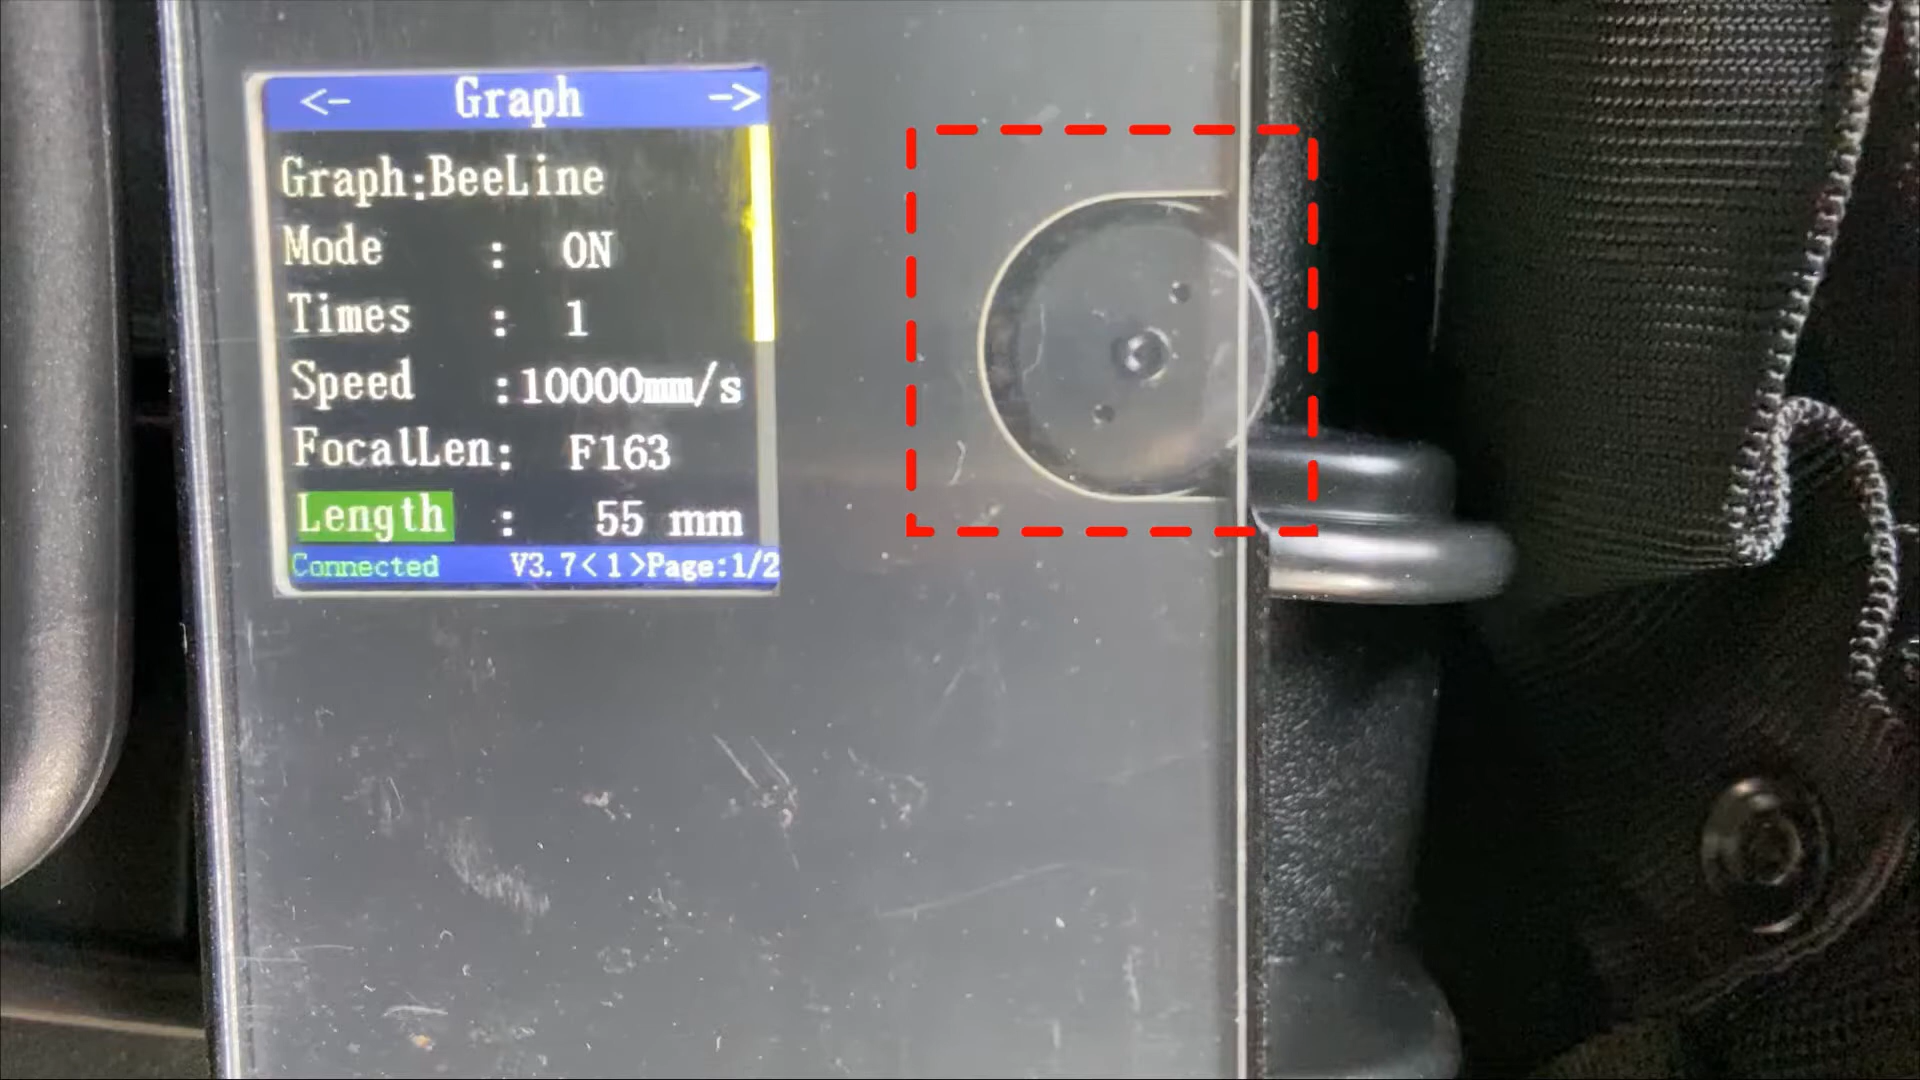 <- Graph ->
Graph:BeeLine
Mode : ON
Times : 1
Speed :10000mm/s
FocalLen: F163
Length : 55 mm
Connected V3.7<1>Page:1/2